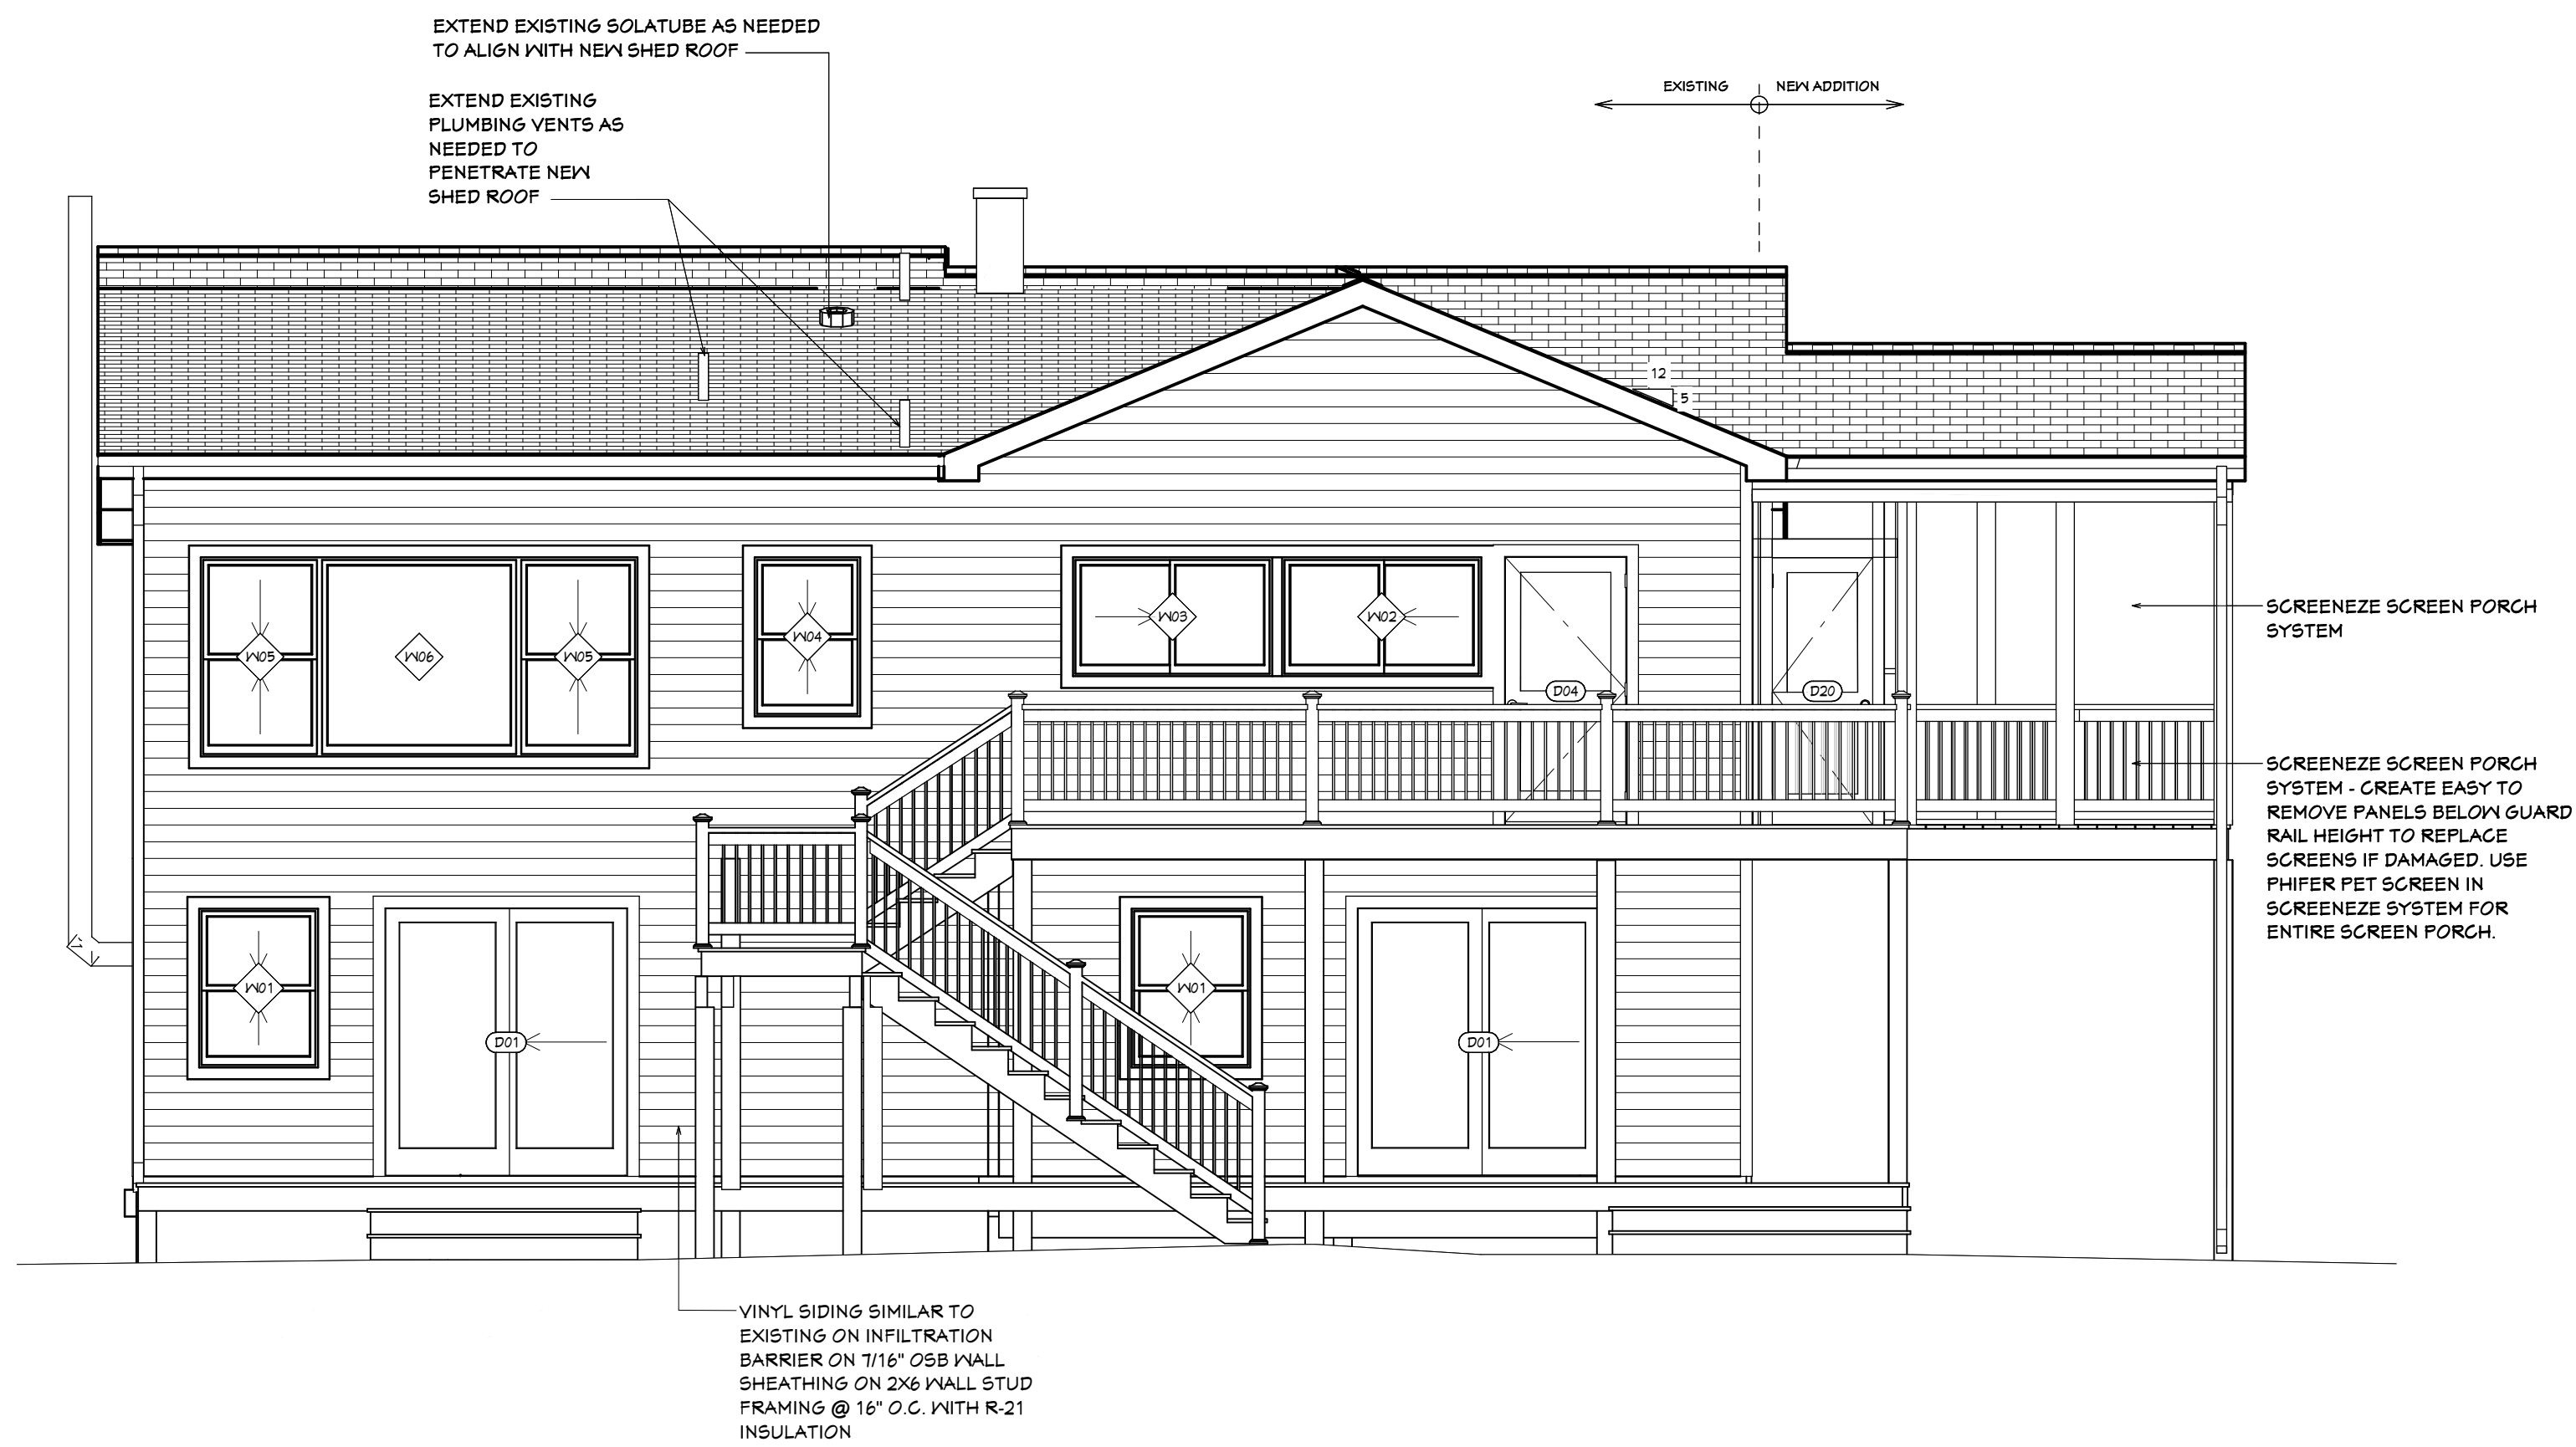 EXTEND EXISTING SOLATUBE AS NEEDED
TO ALIGN WITH NEW SHED ROOF
EXTEND EXISTING
PLUMBING VENTS AS
NEEDED TO
PENETRATE NEW
SHED ROOF
EXISTING
NEW ADDITION
12
5
W05
W06
W05
W04
W03
W02
D04
D20
SCREENEZE SCREEN PORCH
SYSTEM
SCREENEZE SCREEN PORCH
SYSTEM - CREATE EASY TO
REMOVE PANELS BELOW GUARD
RAIL HEIGHT TO REPLACE
SCREENS IF DAMAGED. USE
PHIFER PET SCREEN IN
SCREENEZE SYSTEM FOR
ENTIRE SCREEN PORCH.
W01
D01
W01
D01
VINYL SIDING SIMILAR TO
EXISTING ON INFILTRATION
BARRIER ON 7/16" OSB WALL
SHEATHING ON 2X6 WALL STUD
FRAMING @ 16" O.C. WITH R-21
INSULATION